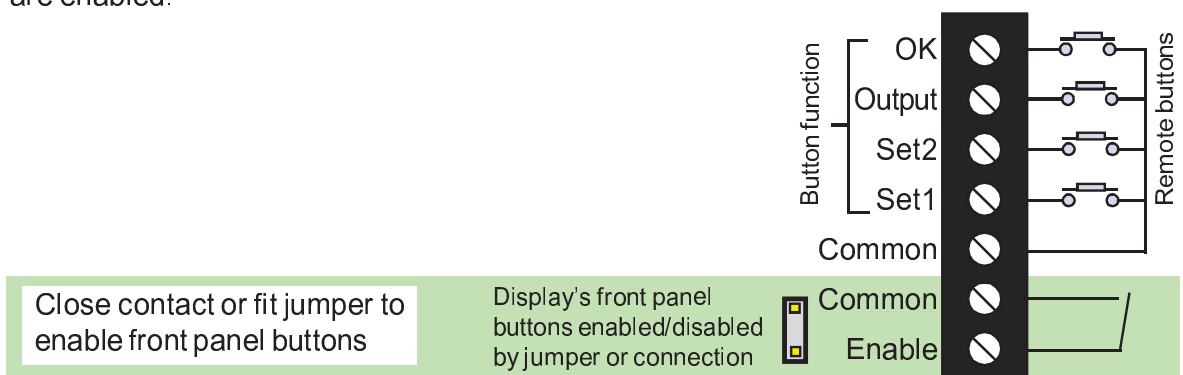 are enabled.
Button function
OK
Output
Set2
Set1
Common
Remote buttons
Close contact or fit jumper to
enable front panel buttons
Display's front panel
buttons enabled/disabled
by jumper or connection
Common
Enable